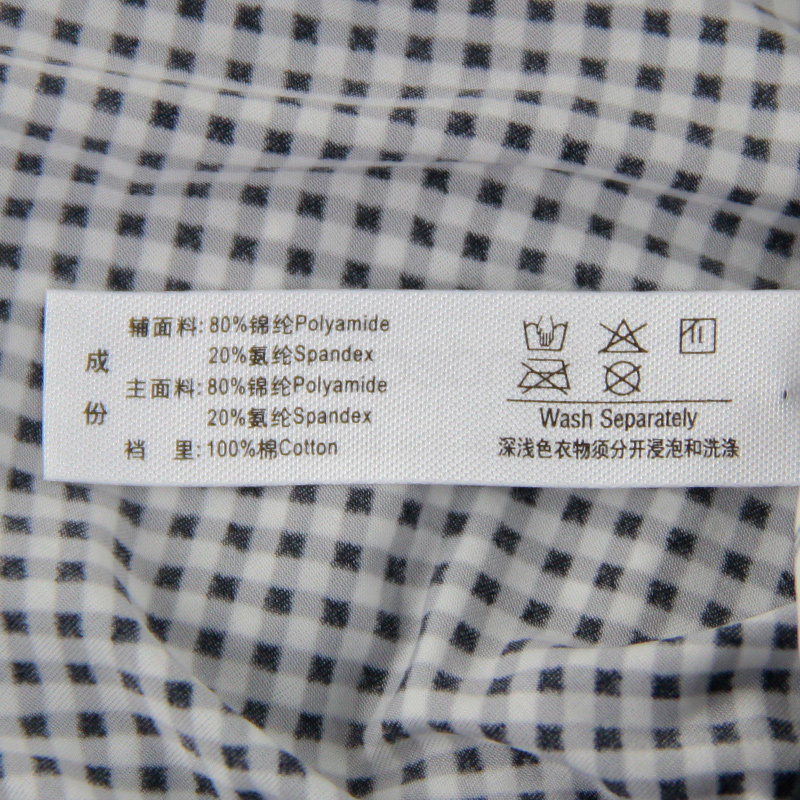 成份
辅面料: 80%锦纶Polyamide
20%氨纶Spandex
主面料: 80%锦纶Polyamide
20%氨纶Spandex
裆 里: 100%棉Cotton
Wash Separately
深浅色衣物须分开浸泡和洗涤